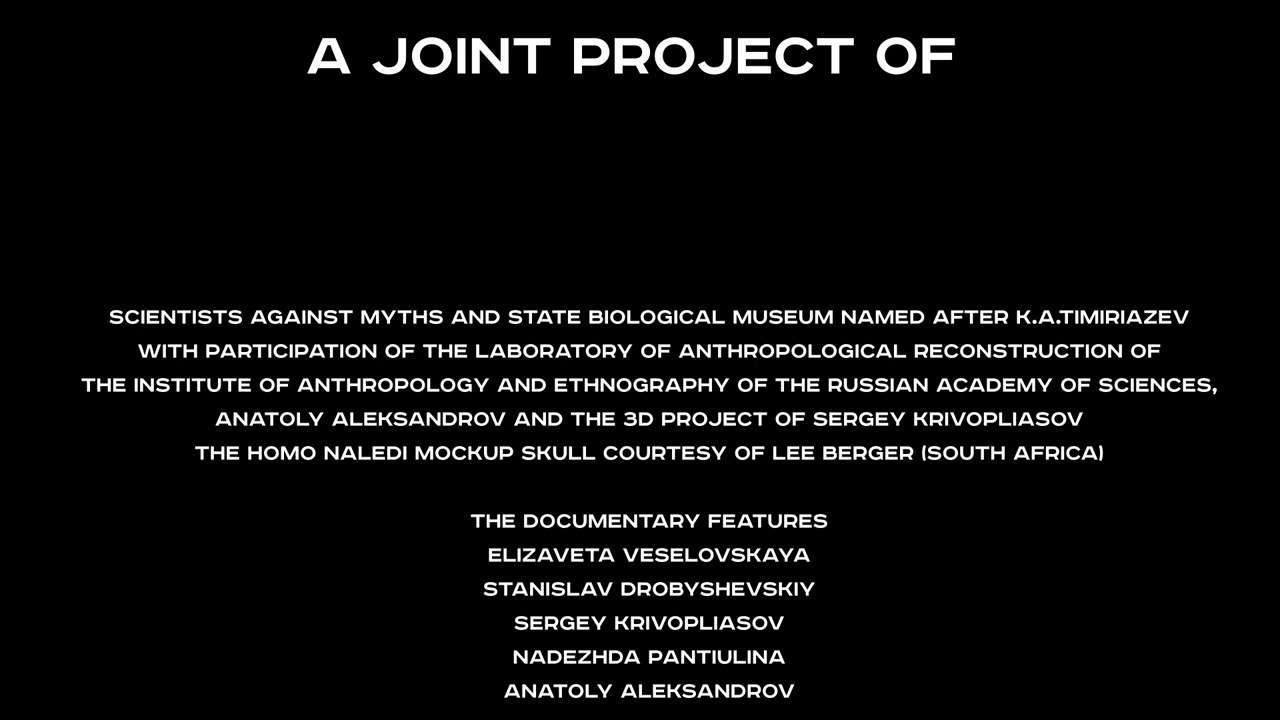 A JOINT PROJECT OF
SCIENTISTS AGAINST MYTHS AND STATE BIOLOGICAL MUSEUM NAMED AFTER K.A.TIMIRIAZEV
WITH PARTICIPATION OF THE LABORATORY OF ANTHROPOLOGICAL RECONSTRUCTION OF
THE INSTITUTE OF ANTHROPOLOGY AND ETHNOGRAPHY OF THE RUSSIAN ACADEMY OF SCIENCES,
ANATOLY ALEKSANDROV AND THE 3D PROJECT OF SERGEY KRIVOPLIASOV
THE HOMO NALEDI MOCKUP SKULL COURTESY OF LEE BERGER (SOUTH AFRICA)
THE DOCUMENTARY FEATURES
ELIZAVETA VESELOVSKAYA
STANISLAV DROBYSHEVSKIY
SERGEY KRIVOPLIASOV
NADEZHDA PANTIULINA
ANATOLY ALEKSANDROV